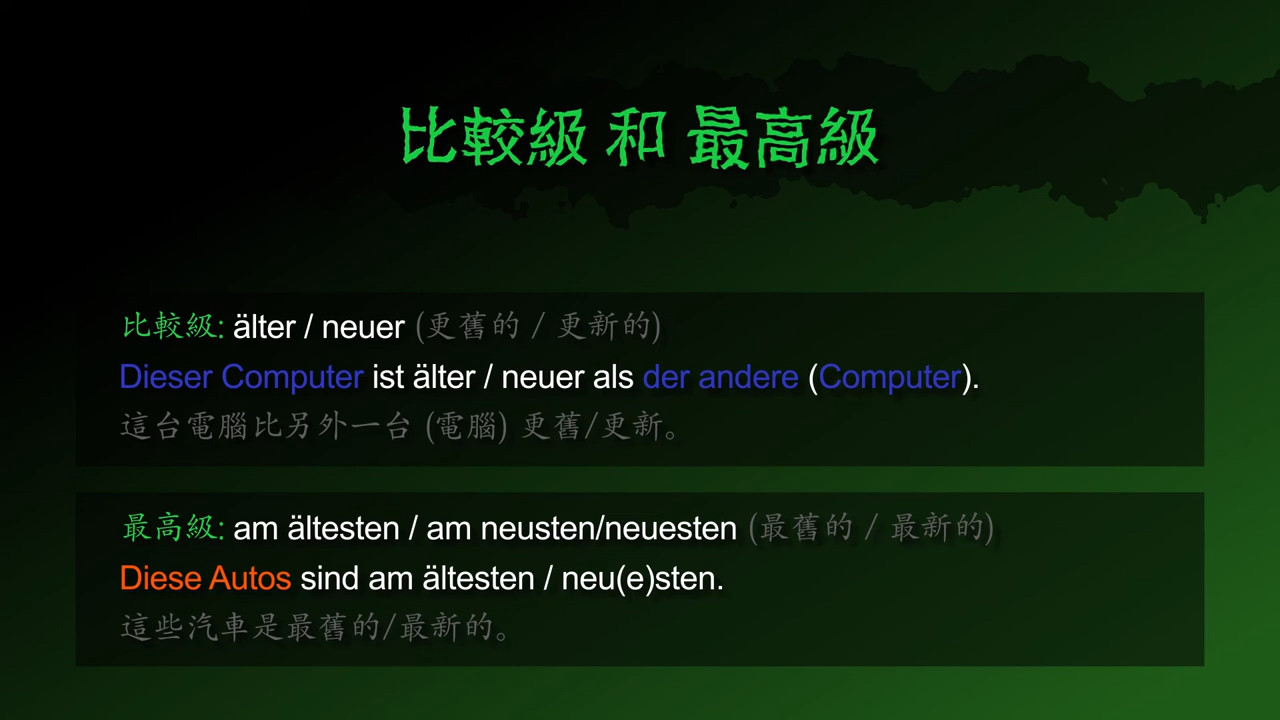 比較級 和 最高級
比較級: älter / neuer (更舊的 / 更新的)
Dieser Computer ist älter / neuer als der andere (Computer).
這台電腦比另外一台 (電腦) 更舊/更新。
最高級: am ältesten / am neusten/neuesten (最舊的 / 最新的)
Diese Autos sind am ältesten / neu(e)sten.
這些汽車是最舊的/最新的。